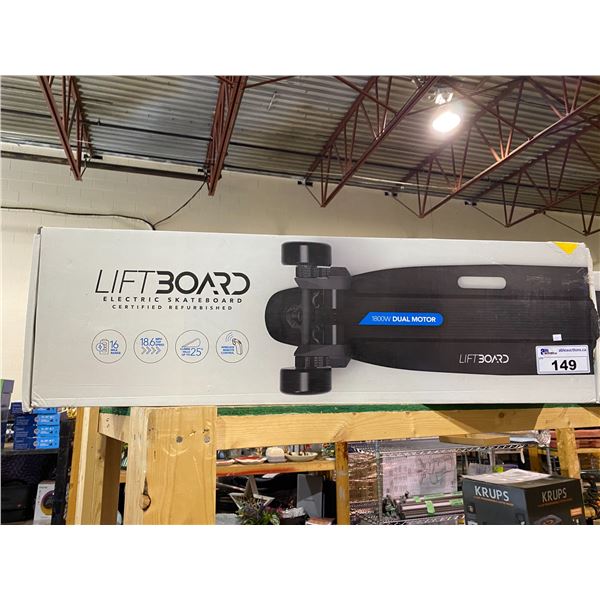 LIFTBOARD
ELECTRIC SKATEBOARD
CERTIFIED REFURBISHED
16
18.6
25°
1800W DUAL MOTOR
LIFTBOARD
149
KRUPS
KRUPS